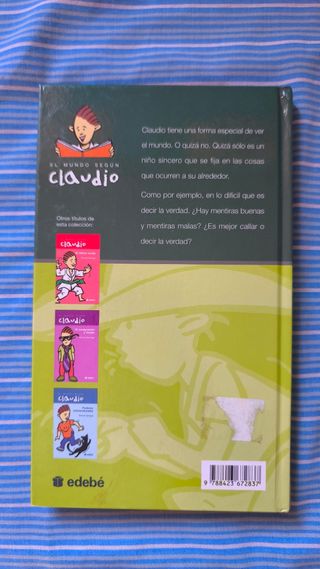 EL MUNDO SEGÚN
claudio
Claudio tiene una forma especial de ver
el mundo. O quizá no. Quizá sólo es un
niño sincero que se fija en las cosas
que ocurren a su alrededor.
Como por ejemplo, en lo difícil que es
decir la verdad. ¿Hay mentiras buenas
y mentiras malas? ¿Es mejor callar
o decir la verdad?
Otros títulos de
esta colección:
claudio
claudio
claudio
edebé
9 788423 672837